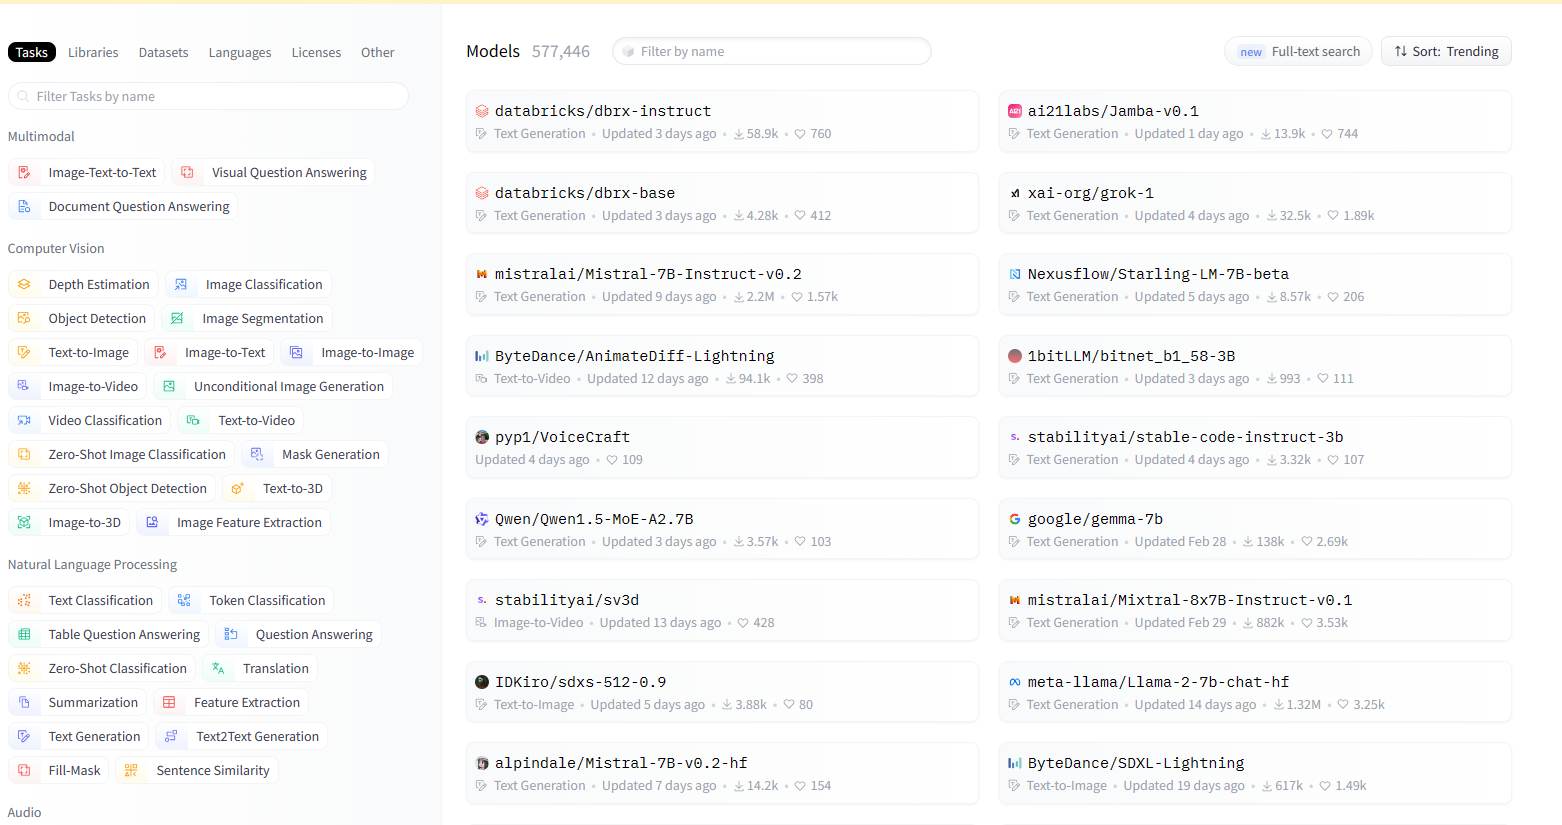 Tasks Libraries Datasets Languages Licenses Other
Filter Tasks by name
Multimodal
Image-Text-to-Text Visual Question Answering
Document Question Answering
Computer Vision
Depth Estimation Image Classification
Object Detection Image Segmentation
Text-to-Image Image-to-Text Image-to-Image
Image-to-Video Unconditional Image Generation
Video Classification Text-to-Video
Zero-Shot Image Classification Mask Generation
Zero-Shot Object Detection Text-to-3D
Image-to-3D Image Feature Extraction
Natural Language Processing
Text Classification Token Classification
Table Question Answering Question Answering
Zero-Shot Classification Translation
Summarization Feature Extraction
Text Generation Text2Text Generation
Fill-Mask Sentence Similarity
Audio
Models 577,446 Filter by name new Full-text search Sort: Trending
databricks/dbrx-instruct
Text Generation • Updated 3 days ago • 58.9k • 760
ai21labs/Jamba-v0.1
Text Generation • Updated 1 day ago • 13.9k • 744
databricks/dbrx-base
Text Generation • Updated 3 days ago • 4.28k • 412
xai-org/grok-1
Text Generation • Updated 4 days ago • 32.5k • 1.89k
mistralai/Mistral-7B-Instruct-v0.2
Text Generation • Updated 9 days ago • 2.2M • 1.57k
Nexusflow/Starling-LM-7B-beta
Text Generation • Updated 5 days ago • 8.57k • 206
ByteDance/AnimateDiff-Lightning
Text-to-Video • Updated 12 days ago • 94.1k • 398
1bitLLM/bitnet_b1_58-3B
Text Generation • Updated 3 days ago • 993 • 111
pyp1/VoiceCraft
Updated 4 days ago • 109
stabilityai/stable-code-instruct-3b
Text Generation • Updated 4 days ago • 3.32k • 107
Qwen/Qwen1.5-MoE-A2.7B
Text Generation • Updated 3 days ago • 3.57k • 103
google/gemma-7b
Text Generation • Updated Feb 28 • 138k • 2.69k
stabilityai/sv3d
Image-to-Video • Updated 13 days ago • 428
mistralai/Mixtral-8x7B-Instruct-v0.1
Text Generation • Updated Feb 29 • 882k • 3.53k
IDKiro/sdxs-512-0.9
Text-to-Image • Updated 5 days ago • 3.88k • 80
meta-llama/Llama-2-7b-chat-hf
Text Generation • Updated 14 days ago • 1.32M • 3.25k
alpindale/Mistral-7B-v0.2-hf
Text Generation • Updated 7 days ago • 14.2k • 154
ByteDance/SDXL-Lightning
Text-to-Image • Updated 19 days ago • 617k • 1.49k